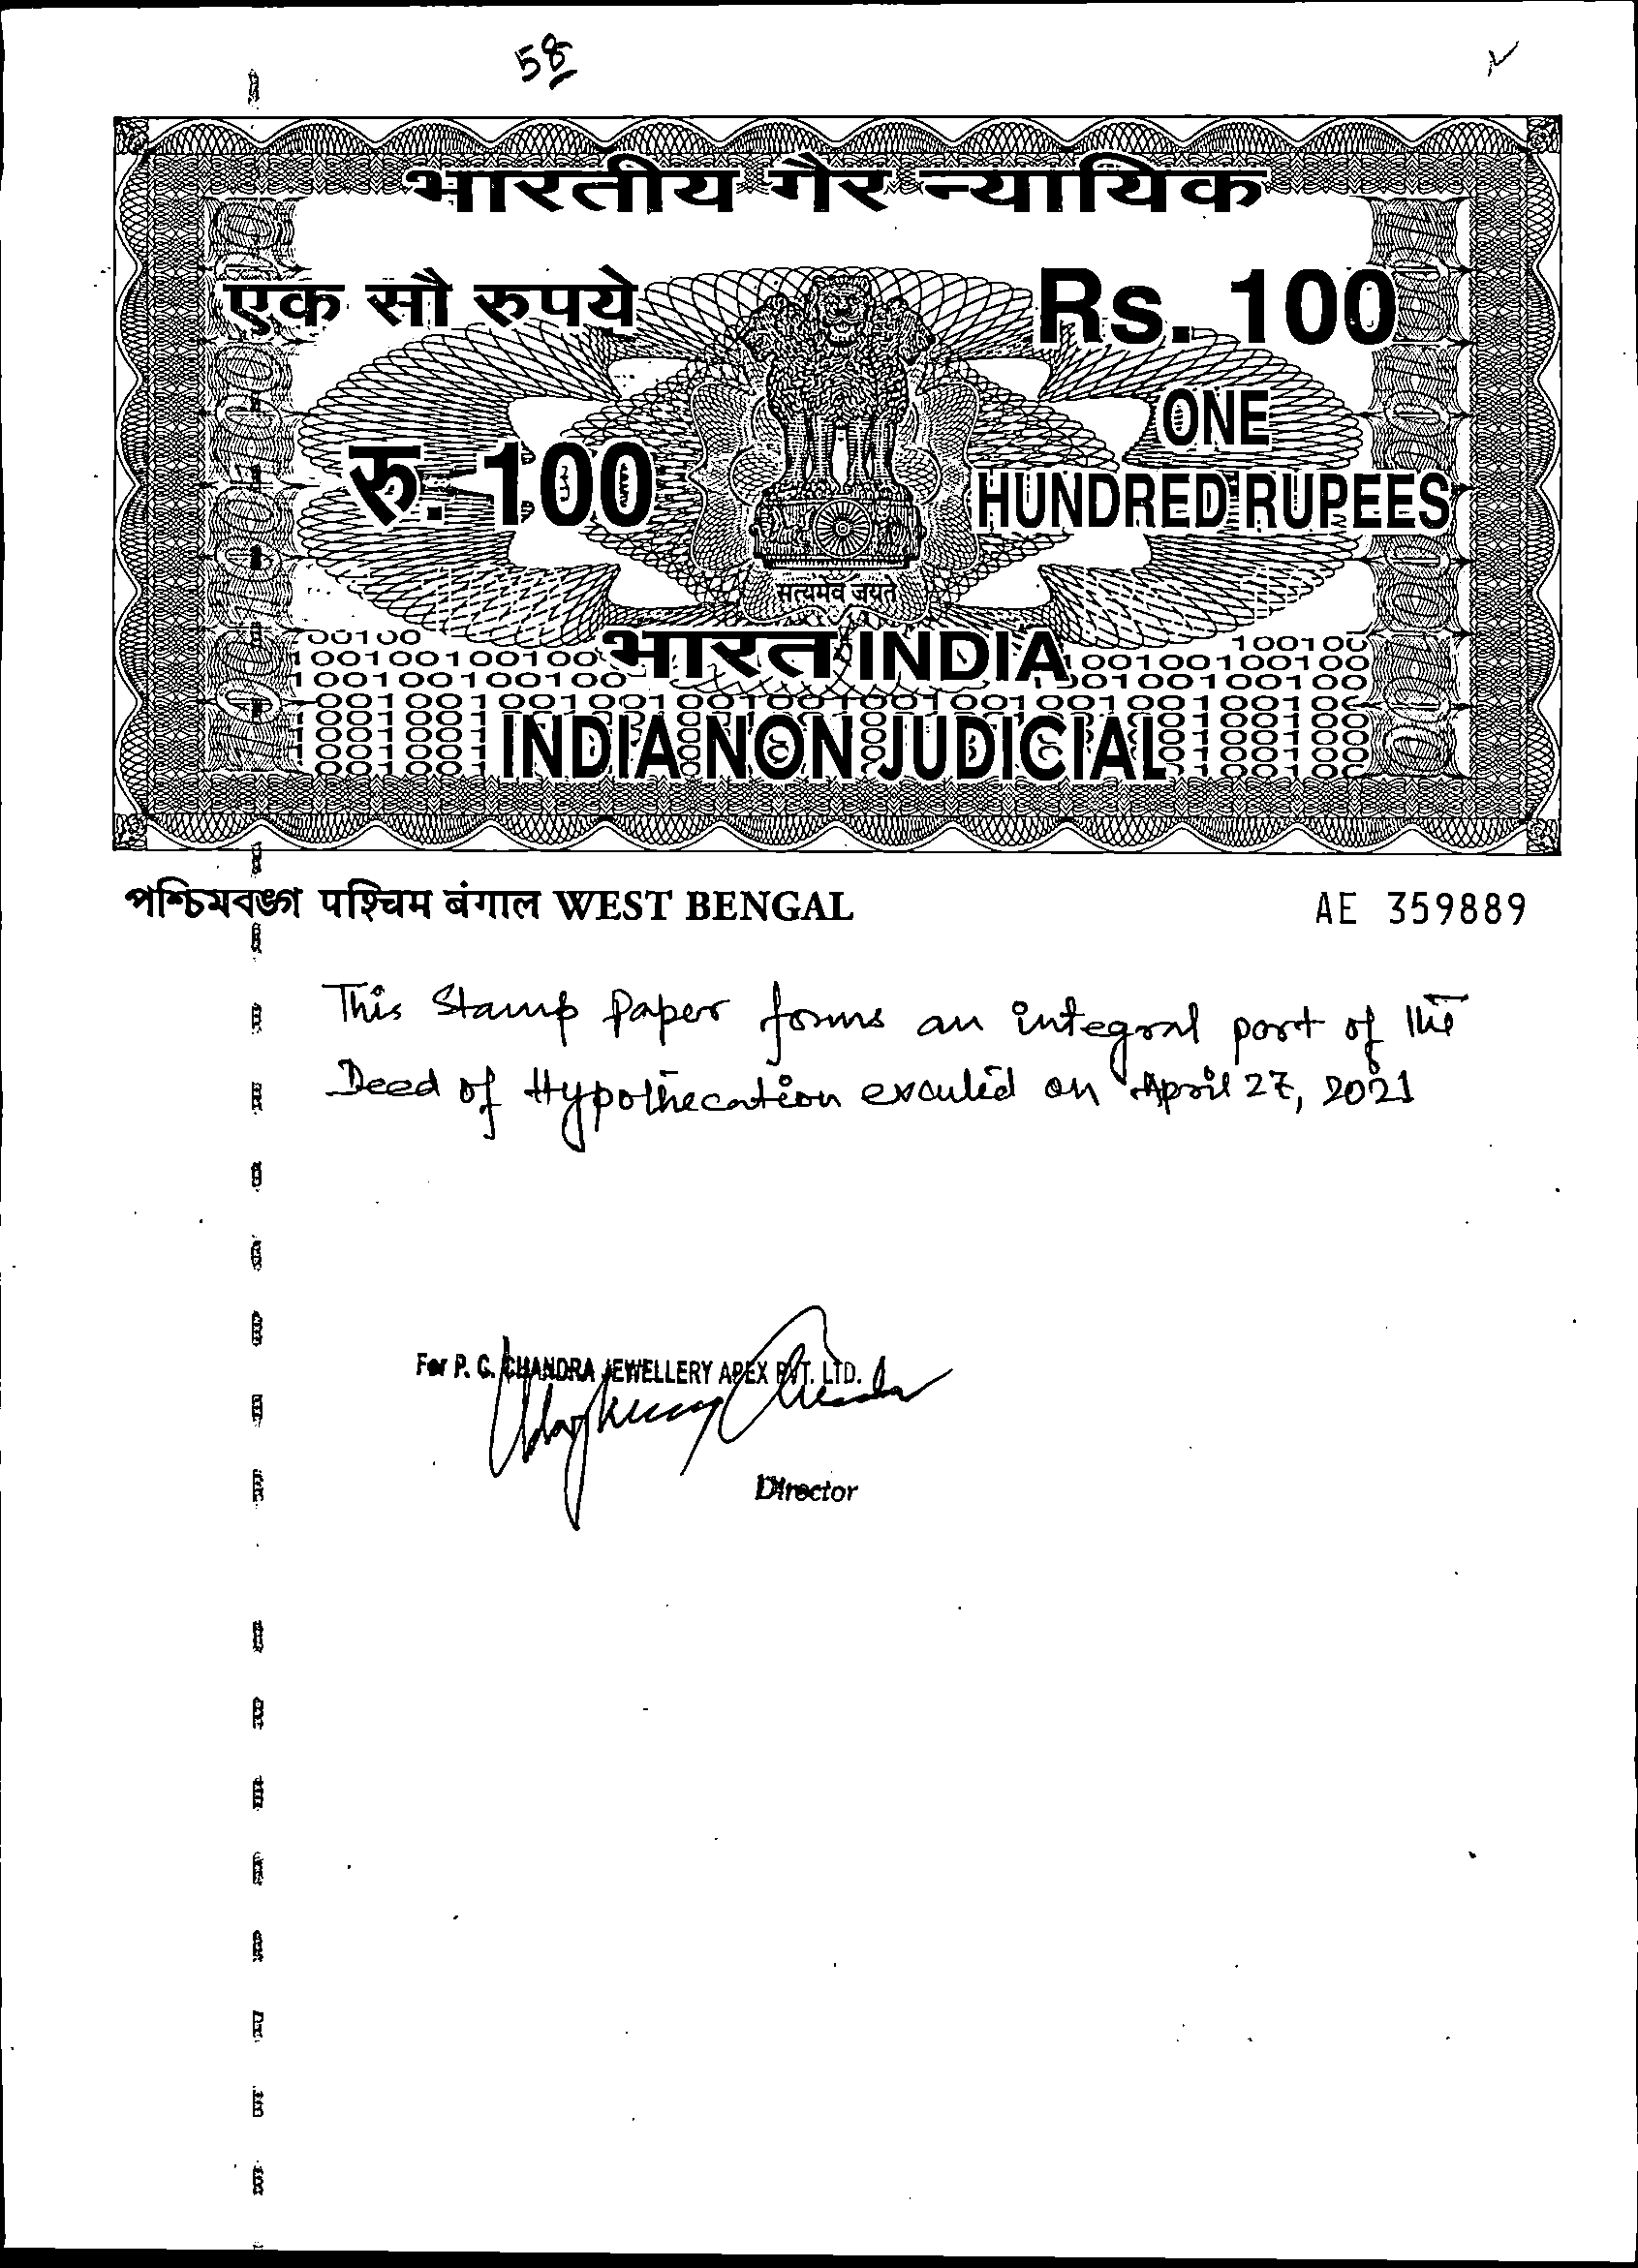 58
भारतीय गैर न्यायिक
एक सौ रुपये
Rs. 100
रु. 100
ONE
HUNDRED RUPEES
सत्यमेव जयते
भारत INDIA
INDIA NON JUDICIAL
পশ্চিমবঙ্গ पश्चिम बंगाल WEST BENGAL
AE 359889
This Stamp Paper forms an integral part of the
Deed of Hypothecation executed on April 27, 2021
For P. C. CHANDRA JEWELLERY APEX PVT. LTD.
Director